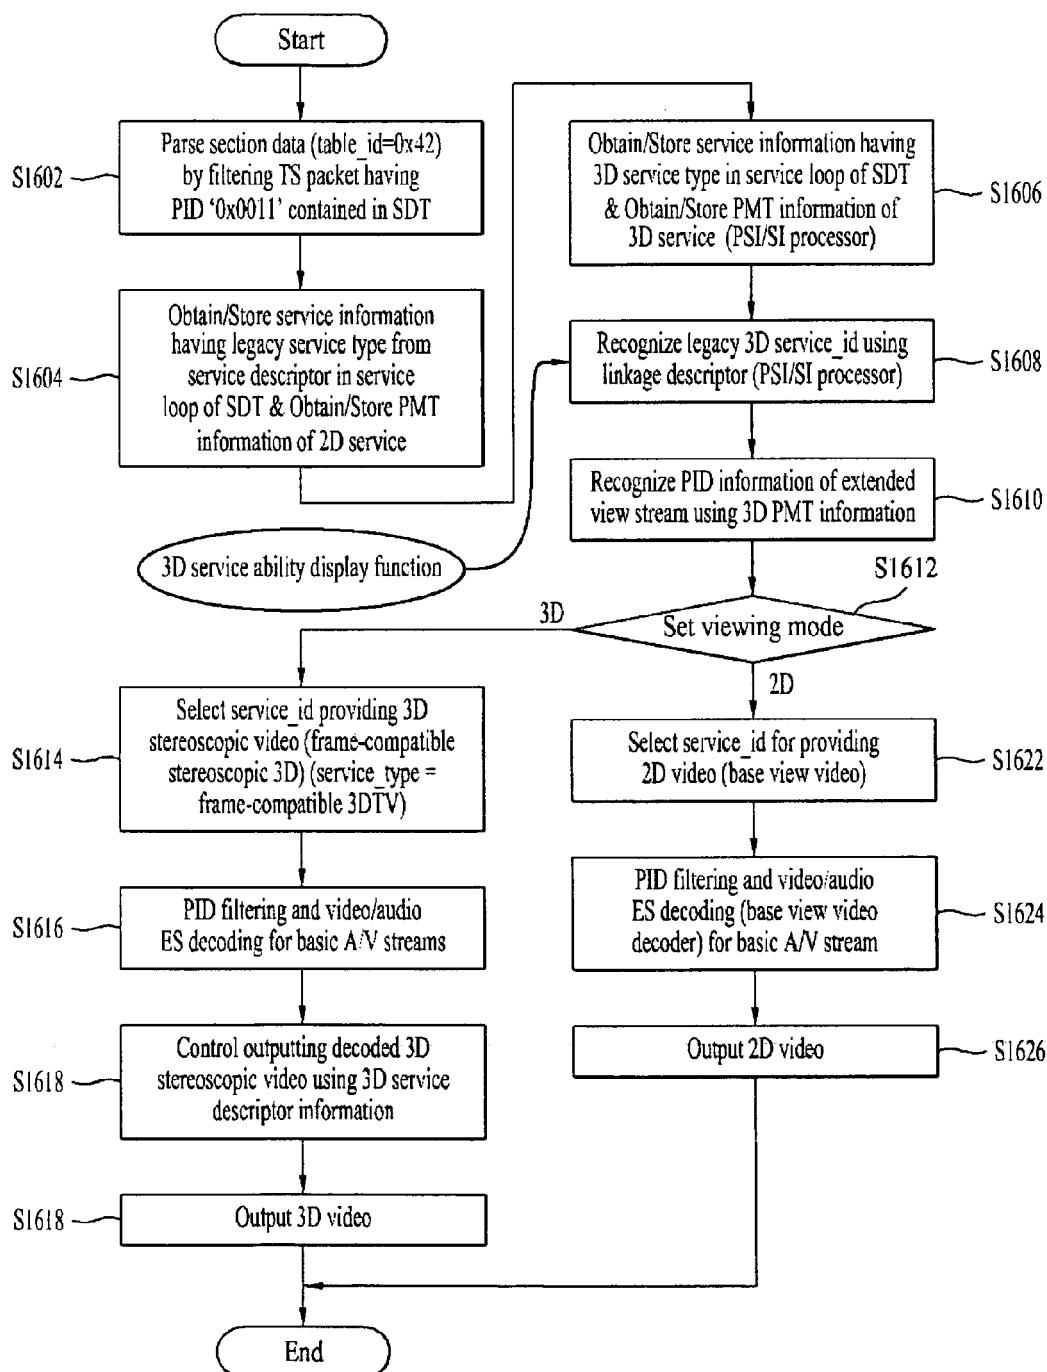 Start
S1602
Parse section data (table_id=0x42)
by filtering TS packet having
PID '0x0011' contained in SDT
S1604
Obtain/Store service information
having legacy service type from
service descriptor in service
loop of SDT & Obtain/Store PMT
information of 2D service
Obtain/Store service information having
3D service type in service loop of SDT
& Obtain/Store PMT information of
3D service (PSI/SI processor)
S1606
Recognize legacy 3D service_id using
linkage descriptor (PSI/SI processor)
S1608
Recognize PID information of extended
view stream using 3D PMT information
S1610
3D service ability display function
S1612
Set viewing mode
3D
2D
S1614
Select service_id providing 3D
stereoscopic video (frame-compatible
stereoscopic 3D) (service_type =
frame-compatible 3DTV)
S1616
PID filtering and video/audio
ES decoding for basic A/V streams
S1618
Control outputting decoded 3D
stereoscopic video using 3D service
descriptor information
S1618
Output 3D video
Select service_id for providing
2D video (base view video)
S1622
PID filtering and video/audio
ES decoding (base view video
decoder) for basic A/V stream
S1624
Output 2D video
S1626
End